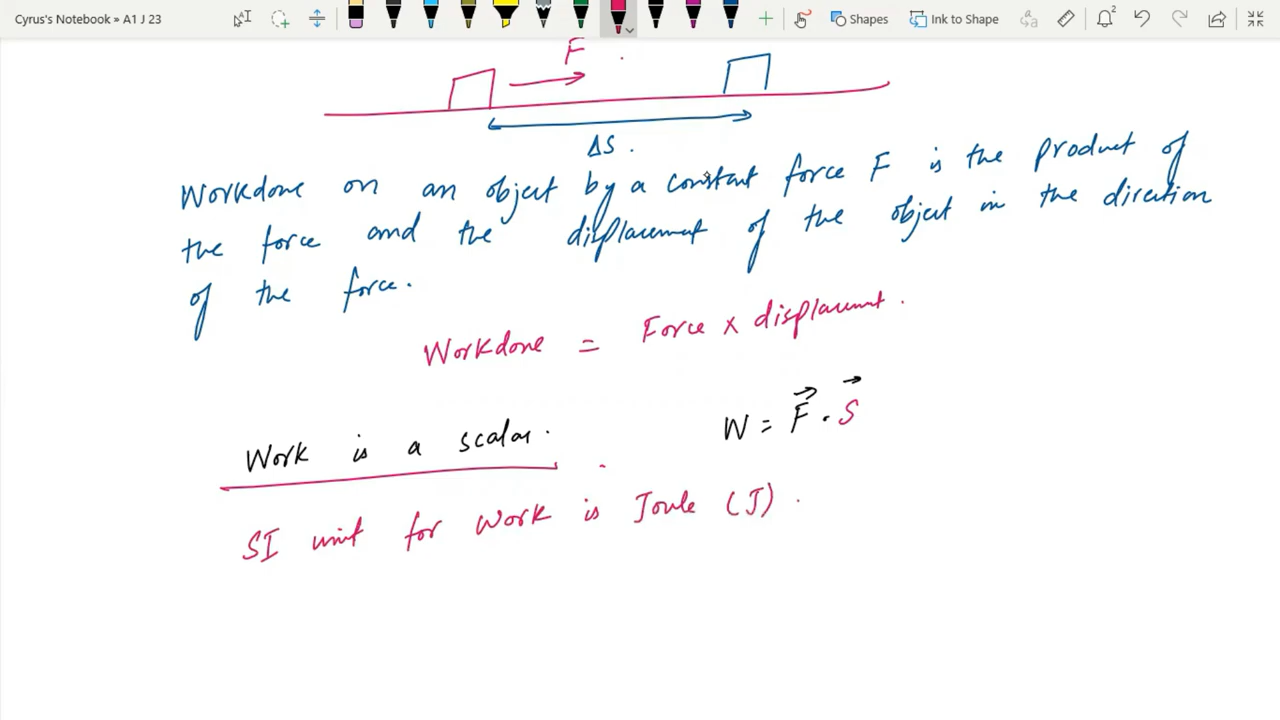 Cyrus's Notebook » A1 J 23
Shapes
Ink to Shape
2
F
ΔS.
Workdone on an object by a constant force F is the product of
the force and the displacement of the object in the direction
of the force.
Workdone = Force x displacement.
W = F . S
Work is a scalar.
SI unit for Work is Joule (J).